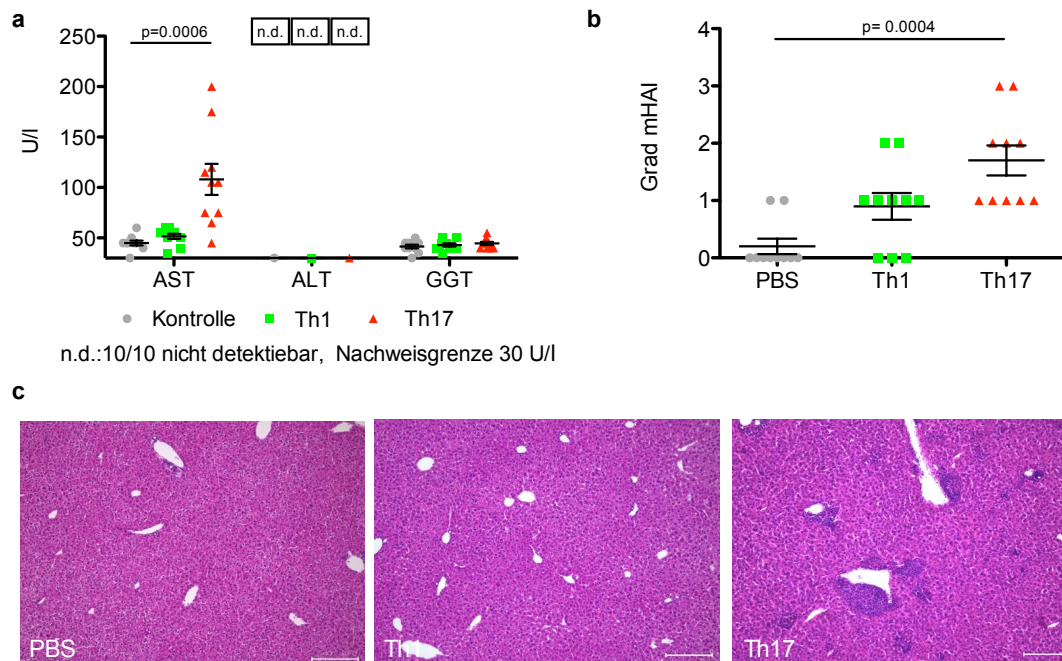 a
p=0.0006
n.d. n.d. n.d.
250
200
150
100
50
U/l
AST ALT GGT
Kontrolle Th1 Th17
n.d.:10/10 nicht detektiebar, Nachweisgrenze 30 U/l
b
p= 0.0004
4
3
2
1
0
Grad mHAI
PBS Th1 Th17
c
PBS
Th1
Th17